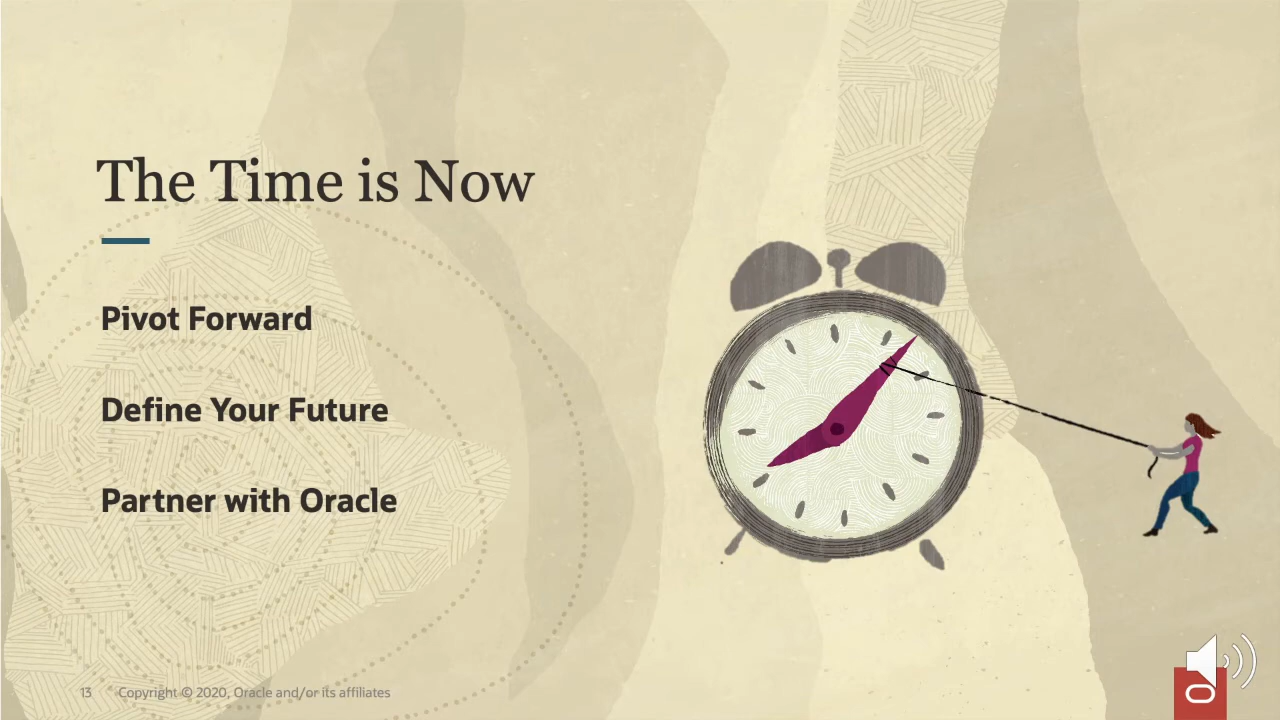 The Time is Now
Pivot Forward
Define Your Future
Partner with Oracle
13 Copyright © 2020, Oracle and/or its affiliates